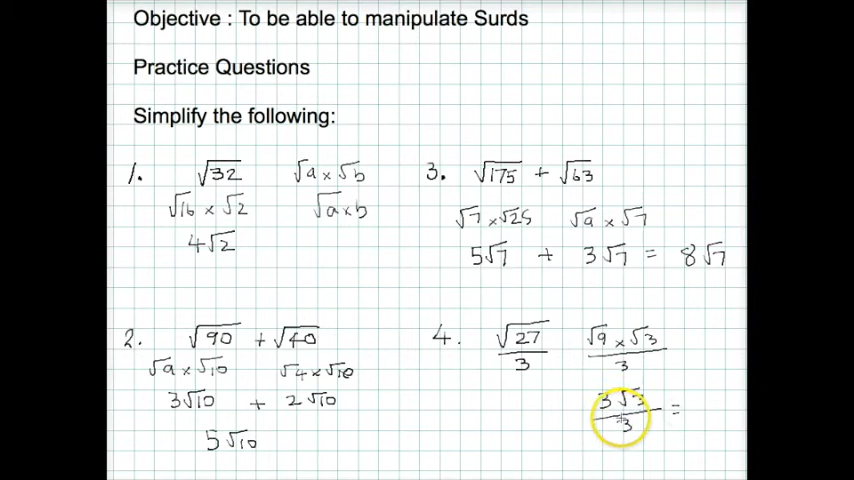 Objective : To be able to manipulate Surds
Practice Questions
Simplify the following:
1. √32 √a × √b
√16 × √2 √a×b
4√2
3. √175 + √63
√7 × √25 √9 × √7
5√7 + 3√7 = 8√7
2. √90 + √40
√9 × √10 √4 × √10
3√10 + 2√10
5√10
4. √27/3 √9 × √3/3
3√3/3 =